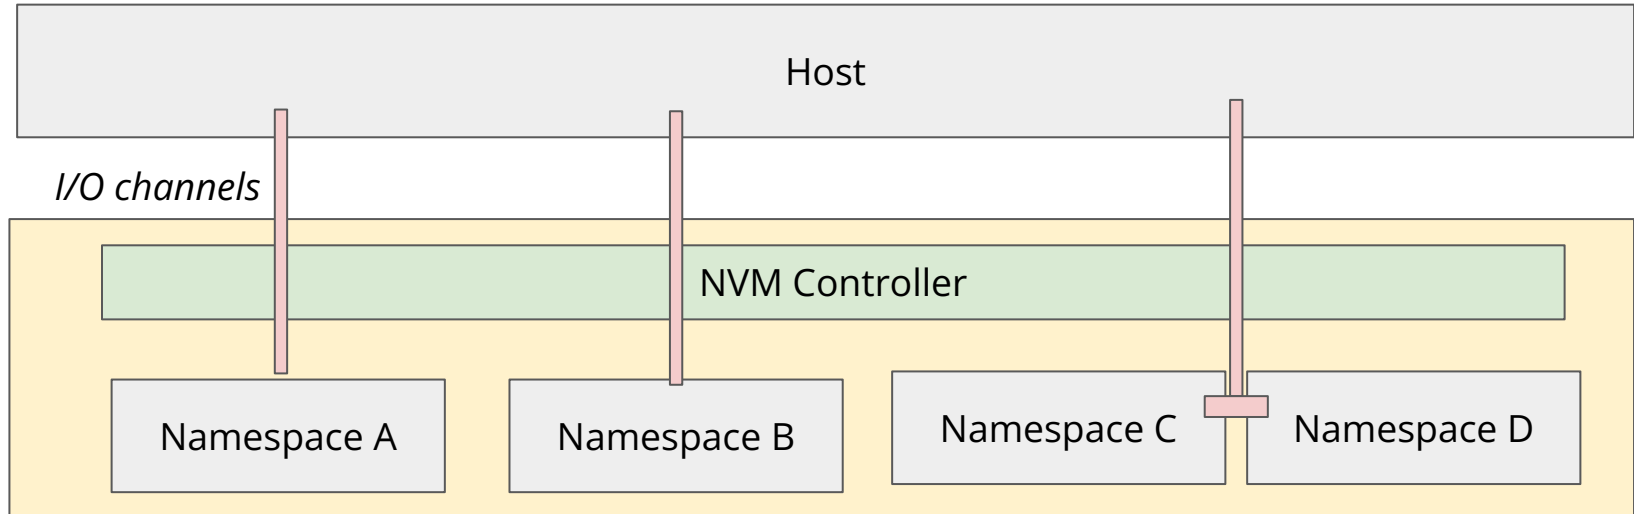 Host
I/O channels
NVM Controller
Namespace A
Namespace B
Namespace C
Namespace D